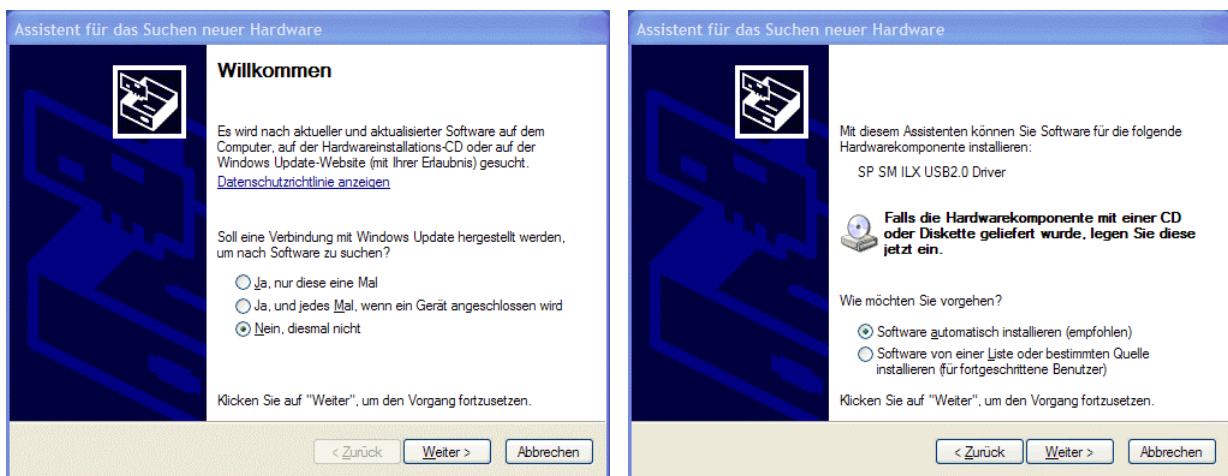 Assistent für das Suchen neuer Hardware
Willkommen
Es wird nach aktueller und aktualisierter Software auf dem
Computer, auf der Hardwareinstallations-CD oder auf der
Windows Update-Website (mit Ihrer Erlaubnis) gesucht.
Datenschutzrichtlinie anzeigen
Soll eine Verbindung mit Windows Update hergestellt werden,
um nach Software zu suchen?
Ja, nur diese eine Mal
Ja, und jedes Mal, wenn ein Gerät angeschlossen wird
Nein, diesmal nicht
Klicken Sie auf "Weiter", um den Vorgang fortzusetzen.
< Zurück
Weiter >
Abbrechen
Assistent für das Suchen neuer Hardware
Mit diesem Assistenten können Sie Software für die folgende
Hardwarekomponente installieren:
SP SM ILX USB2.0 Driver
Falls die Hardwarekomponente mit einer CD
oder Diskette geliefert wurde, legen Sie diese
jetzt ein.
Wie möchten Sie vorgehen?
Software automatisch installieren (empfohlen)
Software von einer Liste oder bestimmten Quelle
installieren (für fortgeschrittene Benutzer)
Klicken Sie auf "Weiter", um den Vorgang fortzusetzen.
< Zurück
Weiter >
Abbrechen